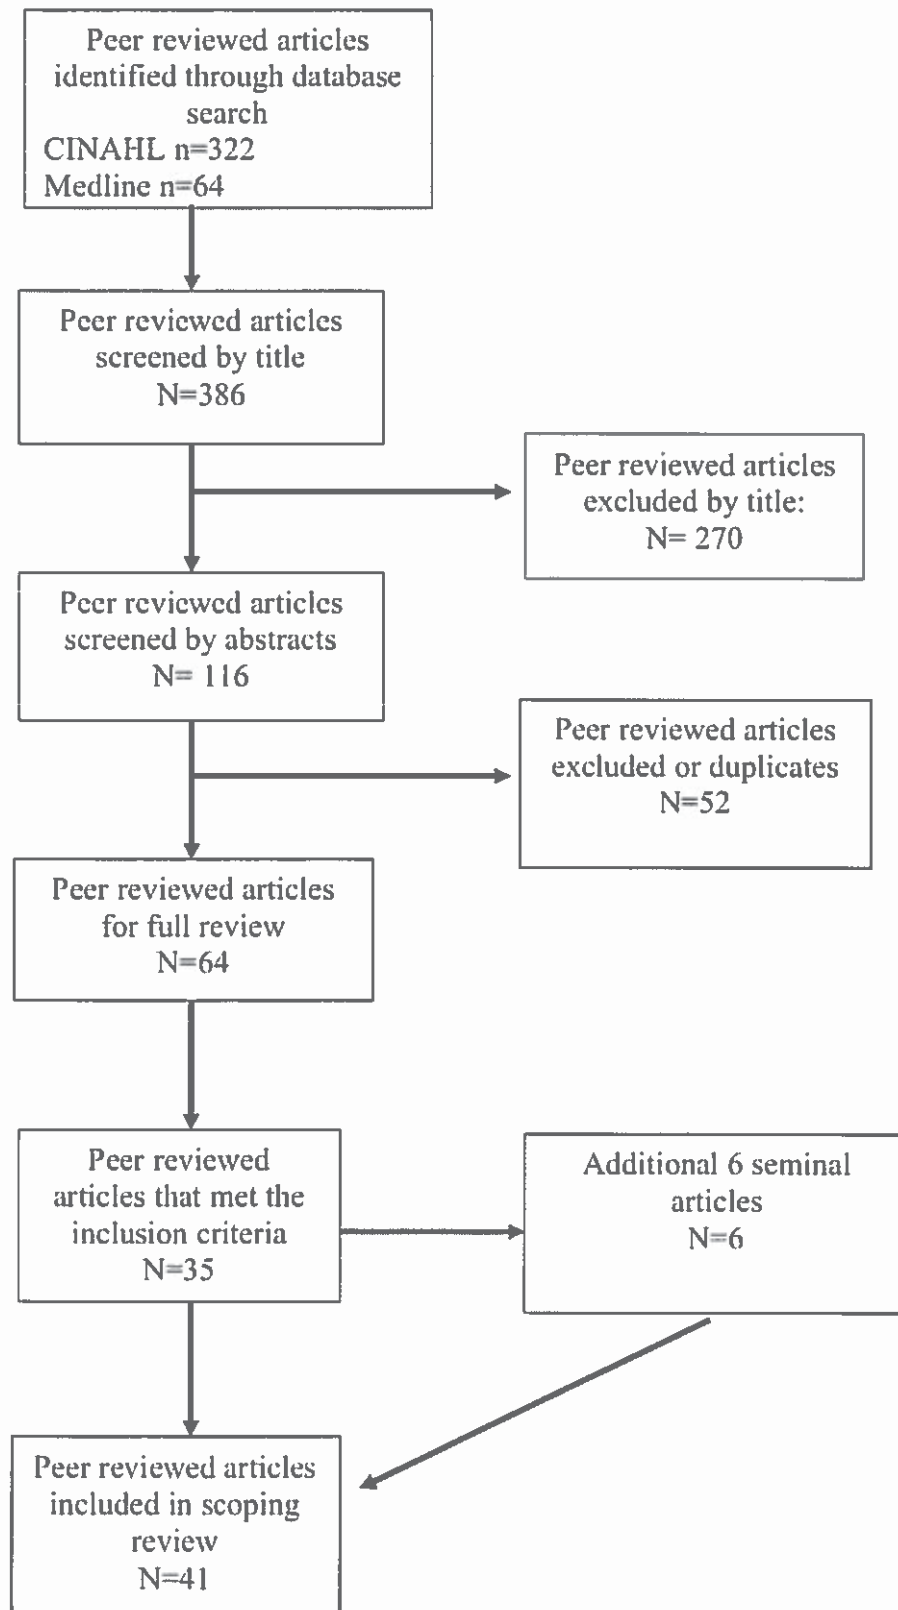 Peer reviewed articles
identified through database
search
CINAHL n=322
Medline n=64
Peer reviewed articles
screened by title
N=386
Peer reviewed articles
excluded by title:
N= 270
Peer reviewed articles
screened by abstracts
N= 116
Peer reviewed articles
excluded or duplicates
N=52
Peer reviewed articles
for full review
N=64
Peer reviewed
articles that met the
inclusion criteria
N=35
Additional 6 seminal
articles
N=6
Peer reviewed articles
included in scoping
review
N=41